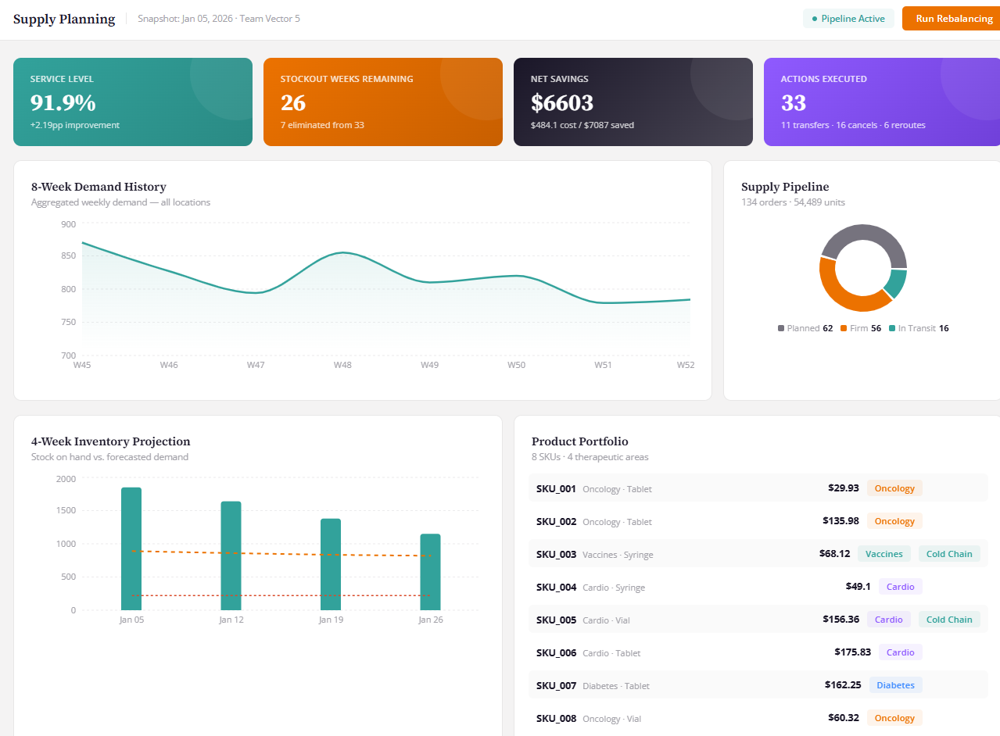 Supply Planning
Snapshot: Jan 05, 2026 · Team Vector 5
Pipeline Active
Run Rebalancing
SERVICE LEVEL
91.9%
+2.19pp improvement
STOCKOUT WEEKS REMAINING
26
7 eliminated from 33
NET SAVINGS
$6603
$484.1 cost / $7087 saved
ACTIONS EXECUTED
33
11 transfers · 16 cancels · 6 reroutes
8-Week Demand History
Aggregated weekly demand — all locations
900
850
800
750
700
W45 W46 W47 W48 W49 W50 W51 W52
Supply Pipeline
134 orders · 54,489 units
Planned 62 Firm 56 In Transit 16
4-Week Inventory Projection
Stock on hand vs. forecasted demand
2000
1500
1000
500
0
Jan 05 Jan 12 Jan 19 Jan 26
Product Portfolio
8 SKUs · 4 therapeutic areas
SKU_001 Oncology · Tablet $29.93 Oncology
SKU_002 Oncology · Tablet $135.98 Oncology
SKU_003 Vaccines · Syringe $68.12 Vaccines Cold Chain
SKU_004 Cardio · Syringe $49.1 Cardio
SKU_005 Cardio · Vial $156.36 Cardio Cold Chain
SKU_006 Cardio · Tablet $175.83 Cardio
SKU_007 Diabetes · Tablet $162.25 Diabetes
SKU_008 Oncology · Vial $60.32 Oncology